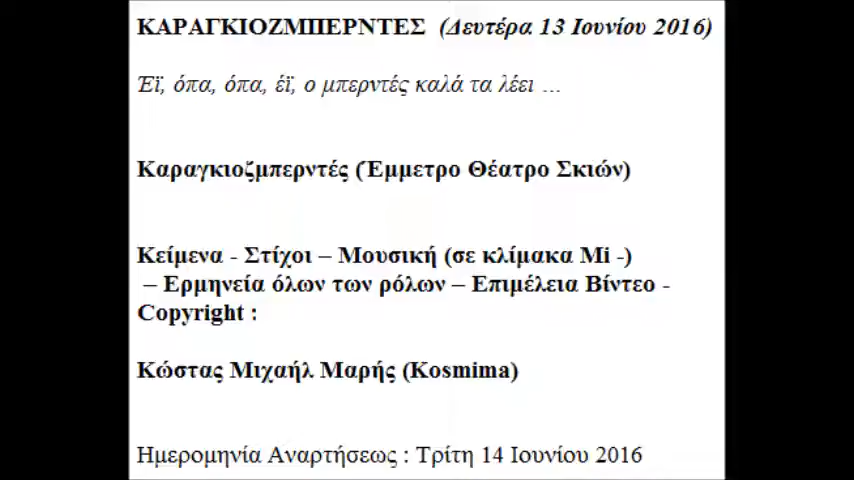 ΚΑΡΑΓΚΙΟΖΜΠΕΡΝΤΕΣ (Δευτέρα 13 Ιουνίου 2016)
Έϊ, όπα, όπα, έϊ, ο μπερντές καλά τα λέει ...
Καραγκιοζμπερντές (Έμμετρο Θέατρο Σκιών)
Κείμενα - Στίχοι – Μουσική (σε κλίμακα Mi -)
– Ερμηνεία όλων των ρόλων – Επιμέλεια Βίντεο -
Copyright :
Κώστας Μιχαήλ Μαρής (Kosmima)
Ημερομηνία Αναρτήσεως : Τρίτη 14 Ιουνίου 2016